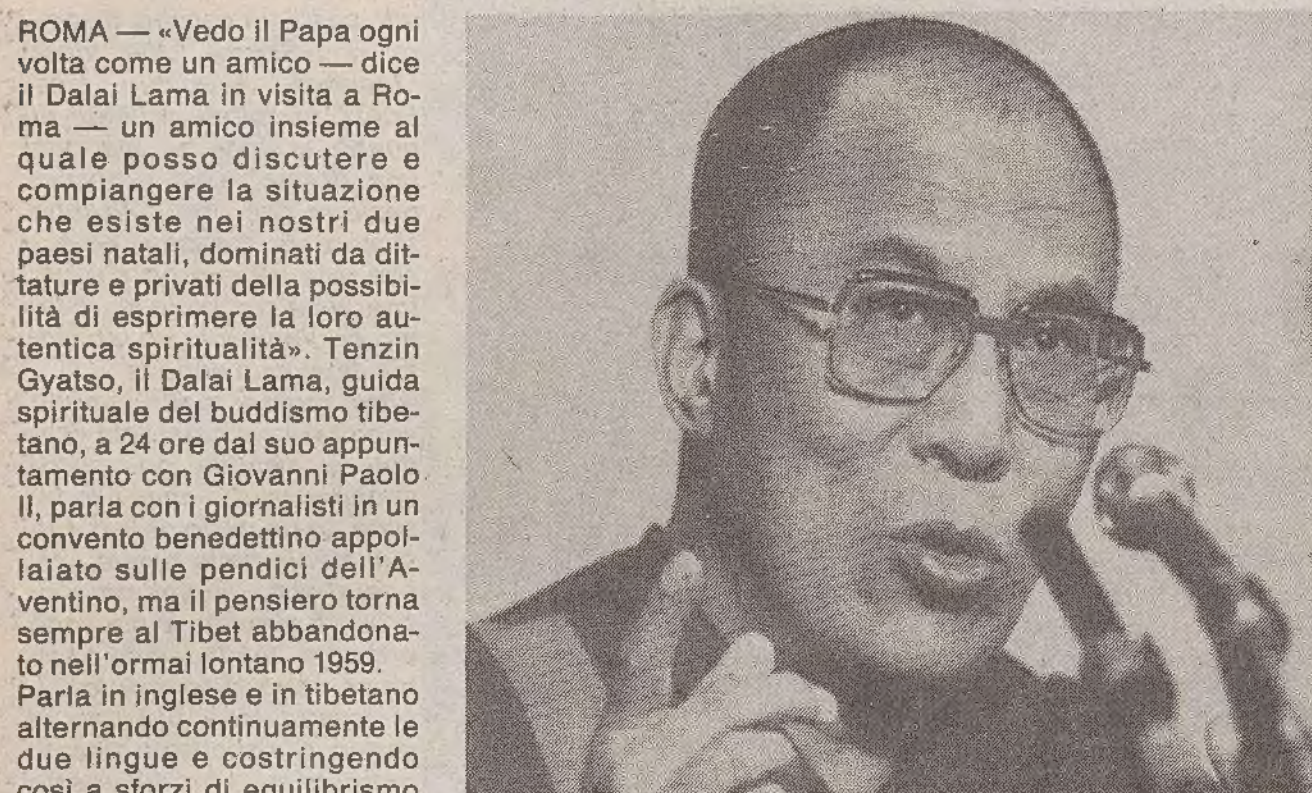 ROMA — «Vedo il Papa ogni
volta come un amico — dice
il Dalai Lama in visita a Ro-
ma — un amico insieme al
quale posso discutere e
compiangere la situazione
che esiste nei nostri due
paesi natali, dominati da dit-
tature e privati della possibi-
lità di esprimere la loro au-
tentica spiritualità». Tenzin
Gyatso, il Dalai Lama, guida
spirituale del buddismo tibe-
tano, a 24 ore dal suo appun-
tamento con Giovanni Paolo
II, parla con i giornalisti in un
convento benedettino appol-
laiato sulle pendici dell'A-
ventino, ma il pensiero torna
sempre al Tibet abbandona-
to nell'ormai lontano 1959.
Parla in inglese e in tibetano
alternando continuamente le
due lingue e costringendo
così a sforzi di equilibrismo